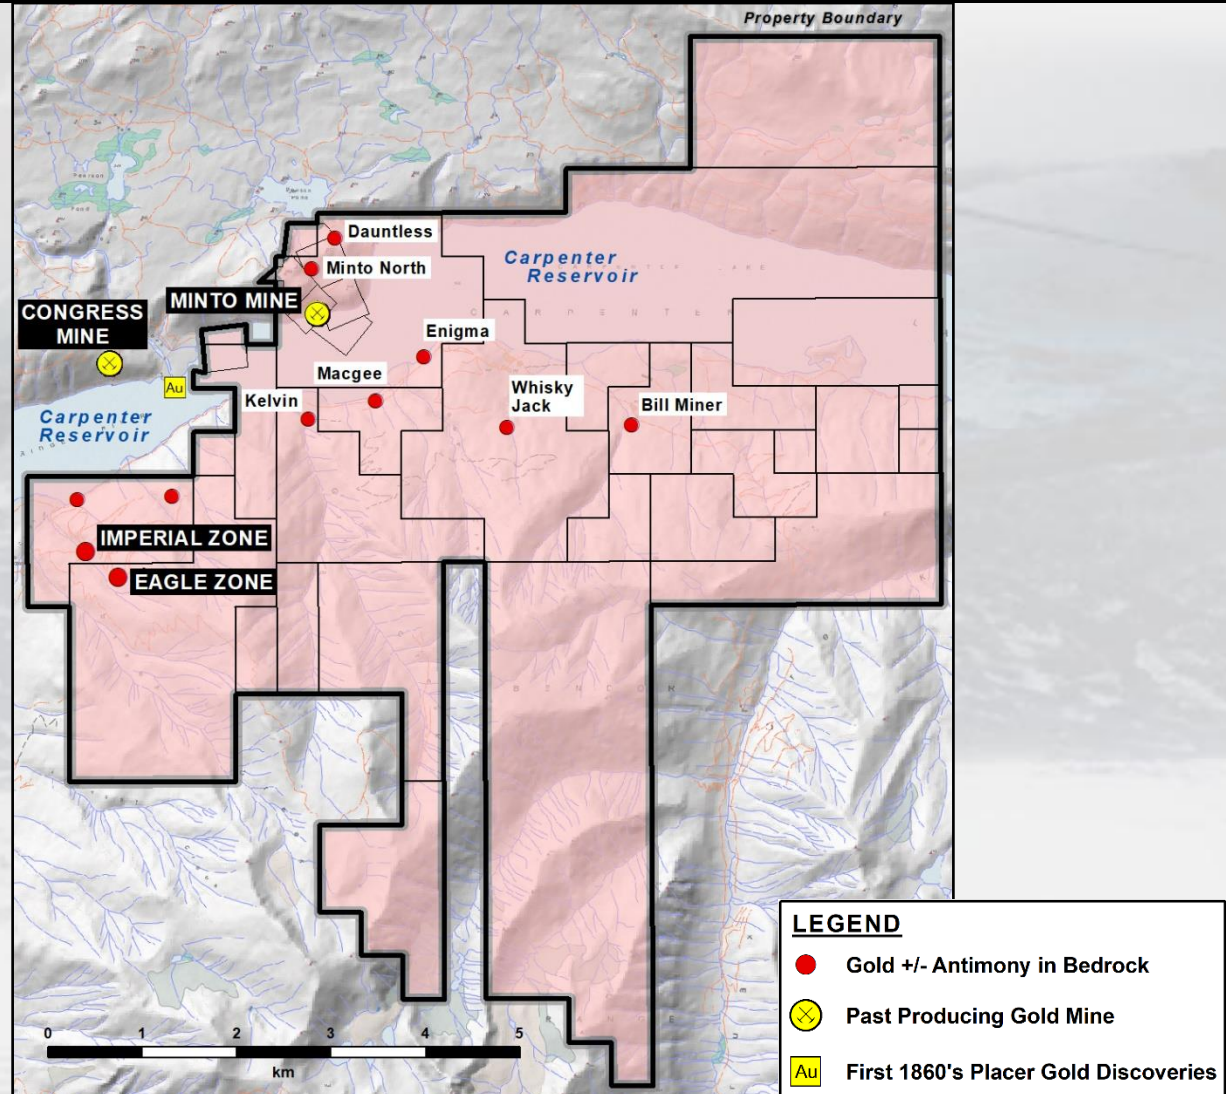 Property Boundary
Dauntless
Minto North
Carpenter
Reservoir
MINTO MINE
CONGRESS
MINE
Enigma
Macgee
Whisky
Jack
Au
Kelvin
Bill Miner
Carpenter
Reservoir
IMPERIAL ZONE
EAGLE ZONE
0 1 2 3 4 5
km
LEGEND
Gold +/- Antimony in Bedrock
Past Producing Gold Mine
Au First 1860's Placer Gold Discoveries